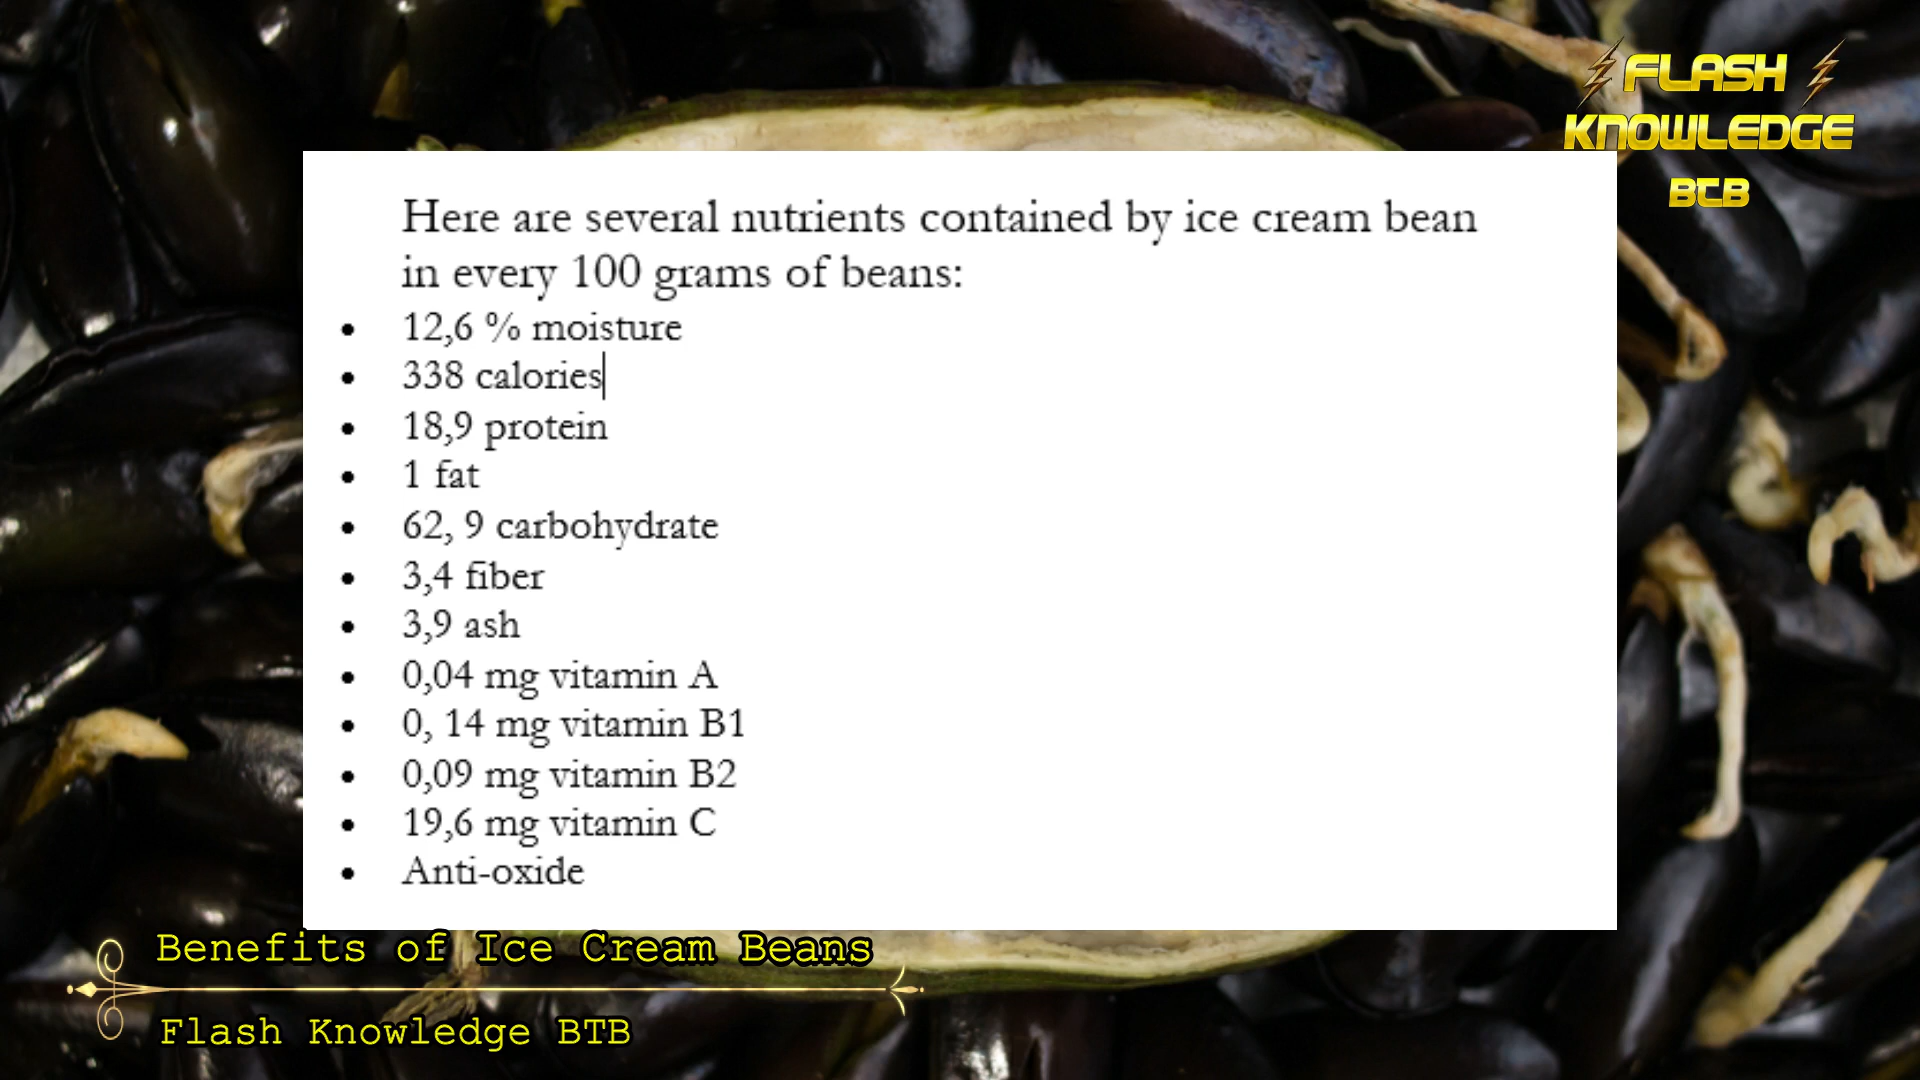 FLASH
KNOWLEDGE
BTB
Here are several nutrients contained by ice cream bean
in every 100 grams of beans:
• 12,6 % moisture
• 338 calories
• 18,9 protein
• 1 fat
• 62, 9 carbohydrate
• 3,4 fiber
• 3,9 ash
• 0,04 mg vitamin A
• 0, 14 mg vitamin B1
• 0,09 mg vitamin B2
• 19,6 mg vitamin C
• Anti-oxide
Benefits of Ice Cream Beans
Flash Knowledge BTB